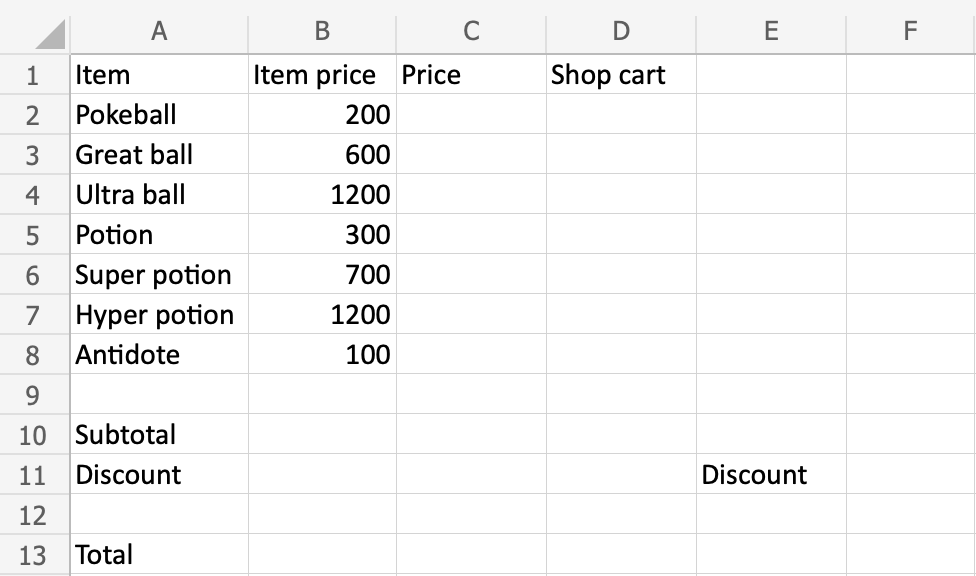 A B C D E F
1 Item Item price Price Shop cart
2 Pokeball 200
3 Great ball 600
4 Ultra ball 1200
5 Potion 300
6 Super potion 700
7 Hyper potion 1200
8 Antidote 100
9
10 Subtotal
11 Discount Discount
12
13 Total